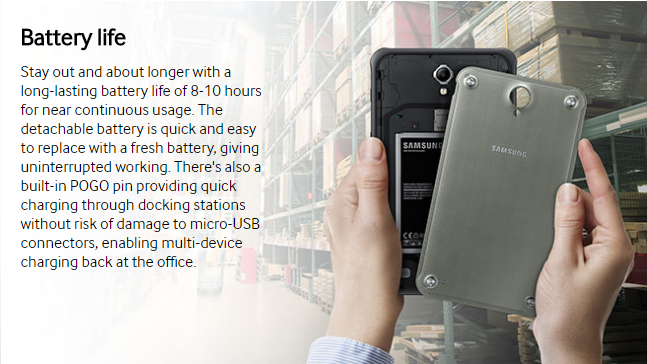 Battery life
Stay out and about longer with a
long-lasting battery life of 8-10 hours
for near continuous usage. The
detachable battery is quick and easy
to replace with a fresh battery, giving
uninterrupted working. There's also a
built-in POGO pin providing quick
charging through docking stations
without risk of damage to micro-USB
connectors, enabling multi-device
charging back at the office.
SAMSUNG
SAMSUNG